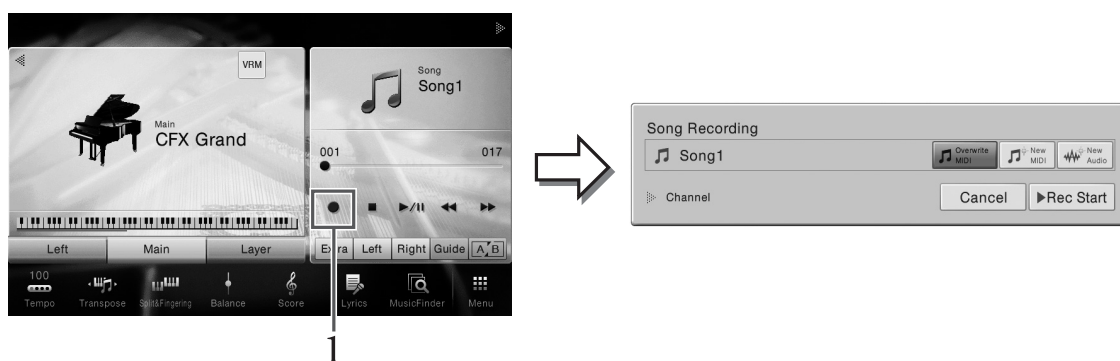 VRM
Main
CFX Grand
Song
Song1
001 017
Left Main Layer
Extra Left Right Guide A B
100
Tempo Transpose Split&Fingering Balance Score Lyrics MusicFinder Menu
1
Song Recording
Song1 Overwrite MIDI New MIDI New Audio
Channel Cancel Rec Start